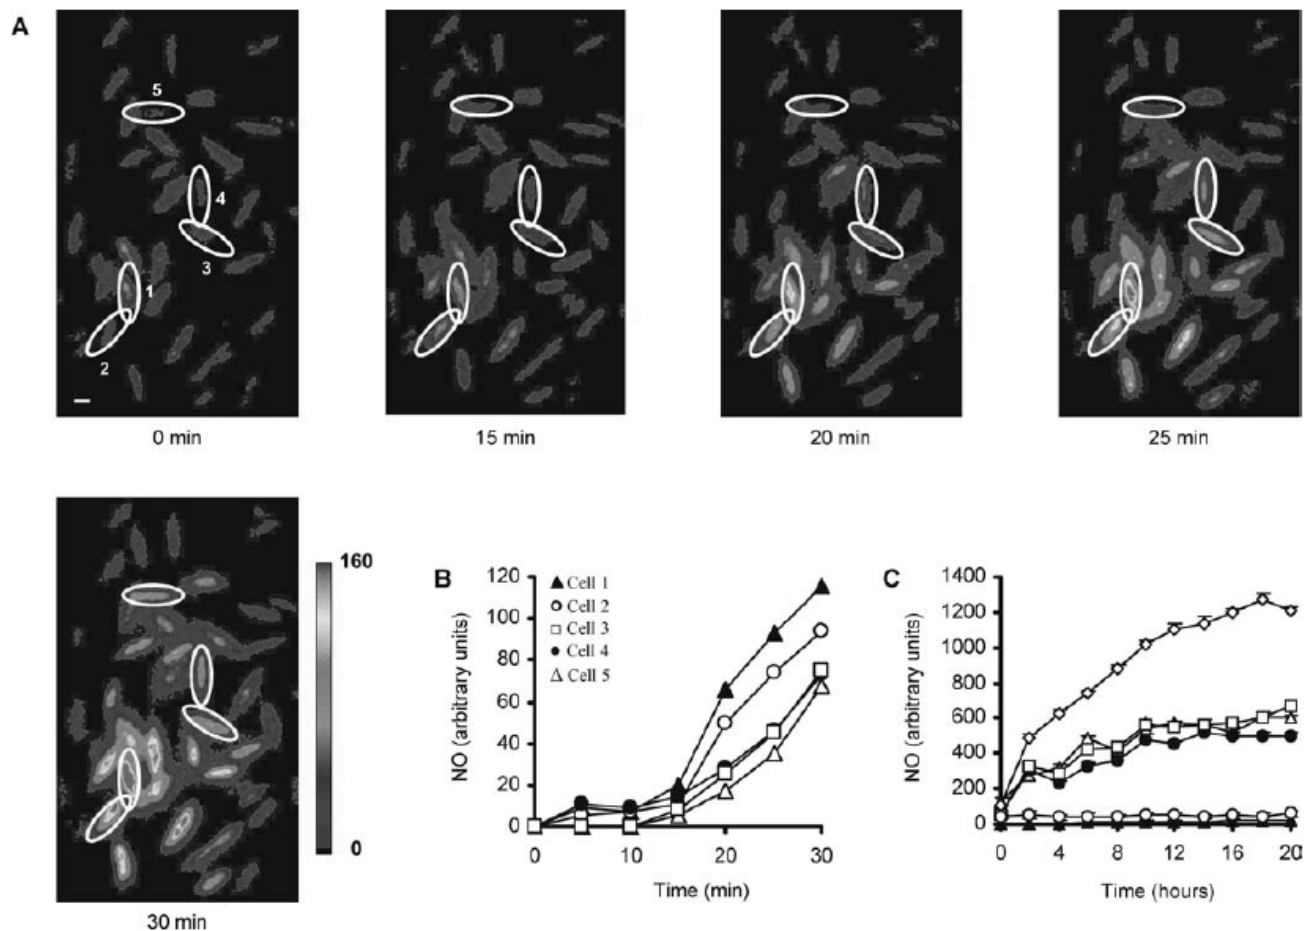 A
5
4
3
1
2
0 min
15 min
20 min
25 min
30 min
160
0
B
NO (arbitrary units)
120
100
80
60
40
20
0
Cell 1
Cell 2
Cell 3
Cell 4
Cell 5
0
10
20
30
Time (min)
C
NO (arbitrary units)
1400
1200
1000
800
600
400
200
0
0
4
8
12
16
20
Time (hours)